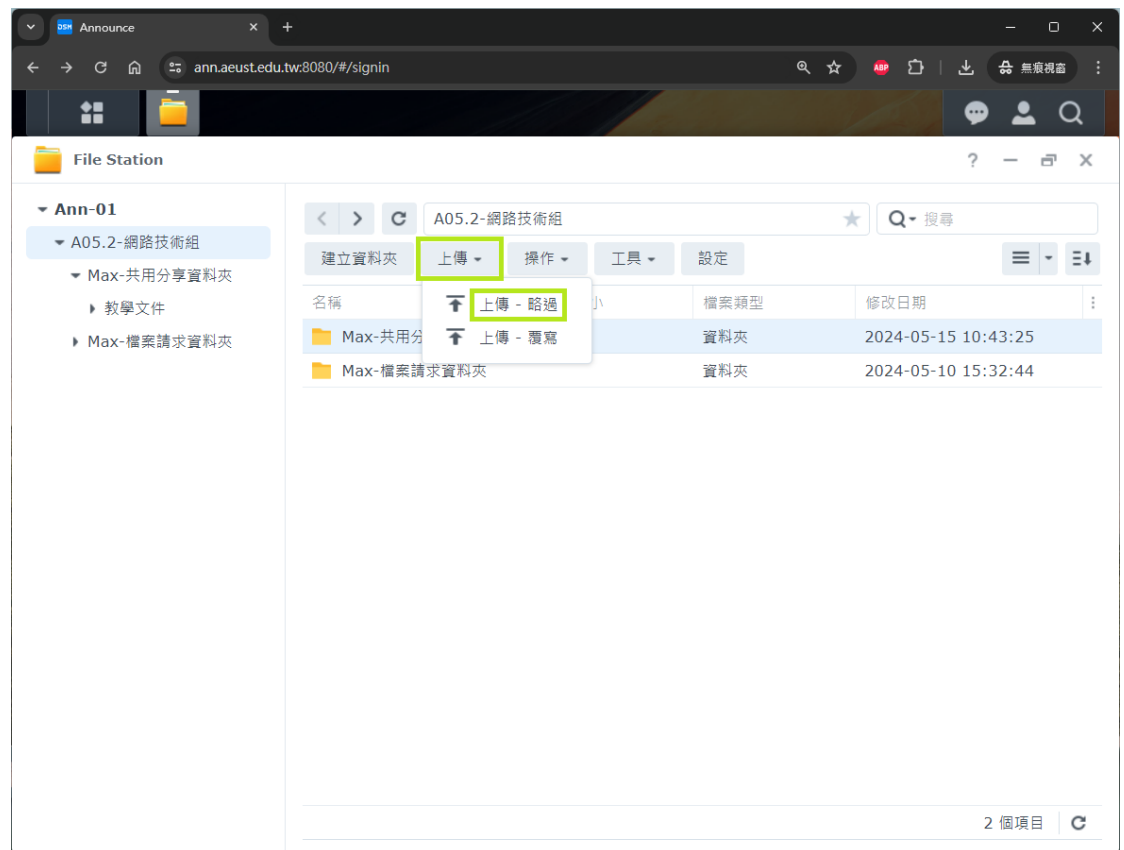 DSM Announce
ann.aeust.edu.tw:8080/#/signin
ABP
無痕視窗
File Station
Ann-01
A05.2-網路技術組
Max-共用分享資料夾
教學文件
Max-檔案請求資料夾
A05.2-網路技術組
搜尋
建立資料夾 上傳 操作 工具 設定
名稱 小 檔案類型 修改日期
上傳 - 略過
上傳 - 覆寫
Max-共用分 資料夾 2024-05-15 10:43:25
Max-檔案請求資料夾 資料夾 2024-05-10 15:32:44
2 個項目